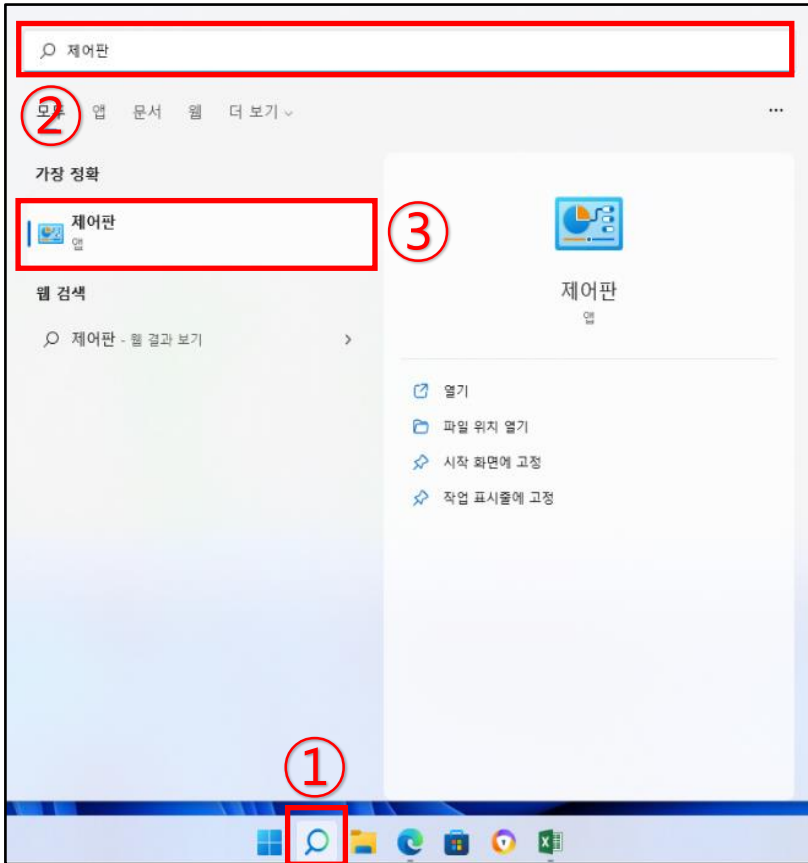 제어판
②
모두 앱 문서 웹 더 보기
가장 정확
제어판
앱
③
웹 검색
제어판 - 웹 결과 보기
제어판
앱
열기
파일 위치 열기
시작 화면에 고정
작업 표시줄에 고정
①